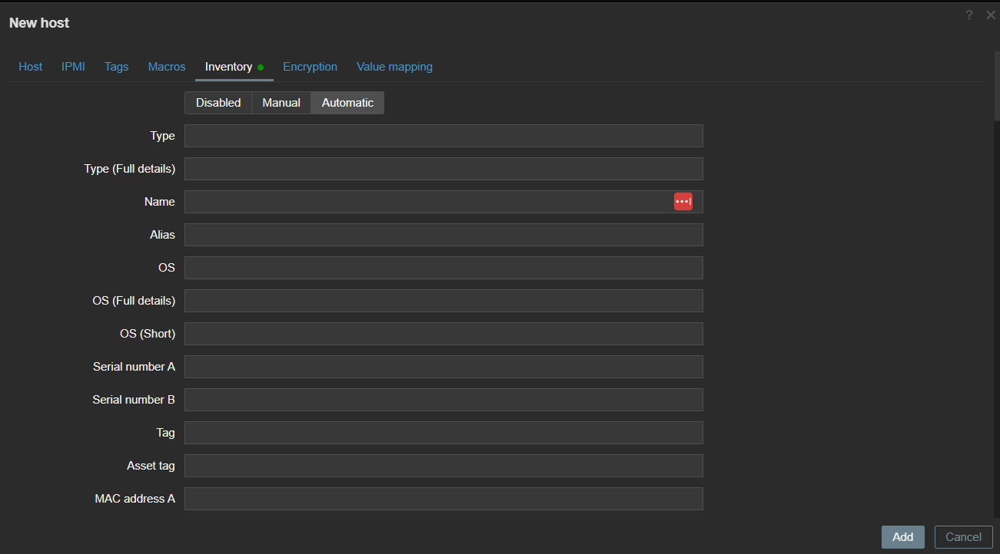 New host
Host IPMI Tags Macros Inventory Encryption Value mapping
Disabled Manual Automatic
Type
Type (Full details)
Name
Alias
OS
OS (Full details)
OS (Short)
Serial number A
Serial number B
Tag
Asset tag
MAC address A
Add Cancel